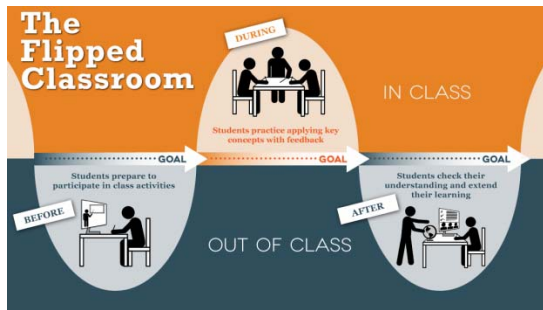 The
Flipped
Classroom
DURING
IN CLASS
Students practice applying key
concepts with feedback
GOAL
GOAL
GOAL
Students prepare to
participate in class activities
BEFORE
OUT OF CLASS
Students check their
understanding and extend
their learning
AFTER